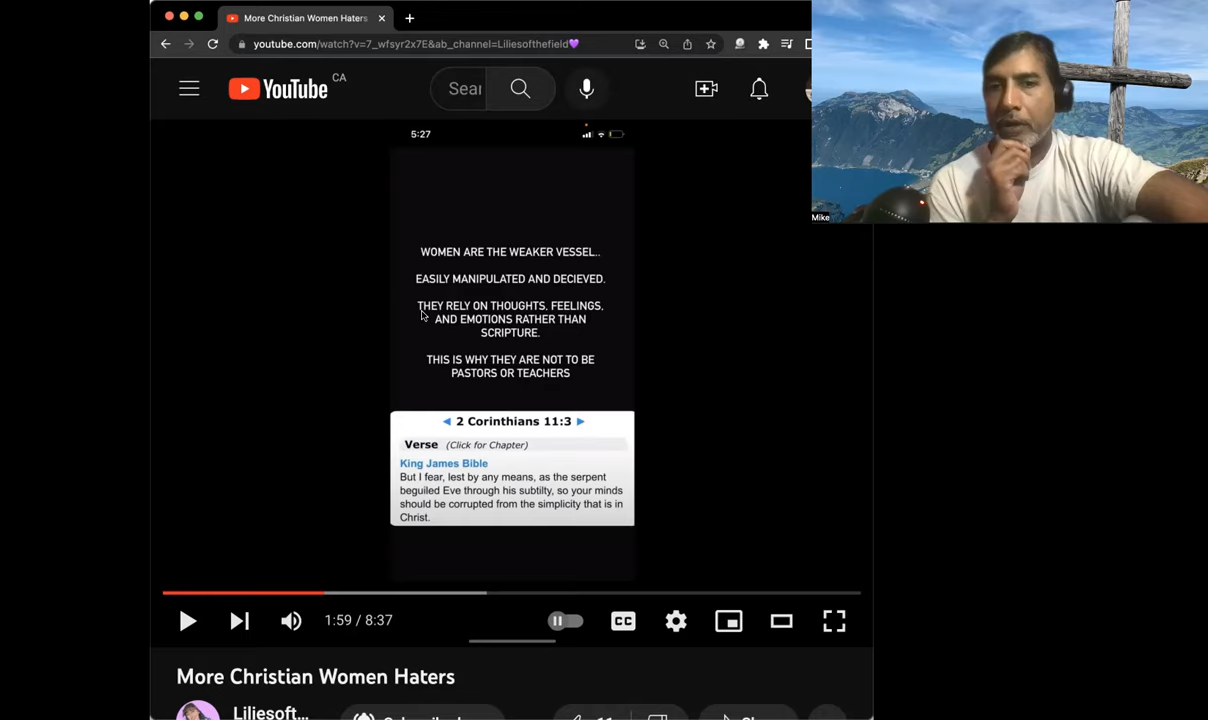 More Christian Women Haters
youtube.com/watch?v=7_wfsyr2x7E&ab_channel=Liliesofthefield💜
YouTube CA
Sear
5:27
WOMEN ARE THE WEAKER VESSEL..
EASILY MANIPULATED AND DECIEVED.
THEY RELY ON THOUGHTS, FEELINGS,
AND EMOTIONS RATHER THAN
SCRIPTURE.
THIS IS WHY THEY ARE NOT TO BE
PASTORS OR TEACHERS
2 Corinthians 11:3
Verse (Click for Chapter)
King James Bible
But I fear, lest by any means, as the serpent
beguiled Eve through his subtilty, so your minds
should be corrupted from the simplicity that is in
Christ.
Mike
1:59 / 8:37
CC
More Christian Women Haters
Liliesoft...